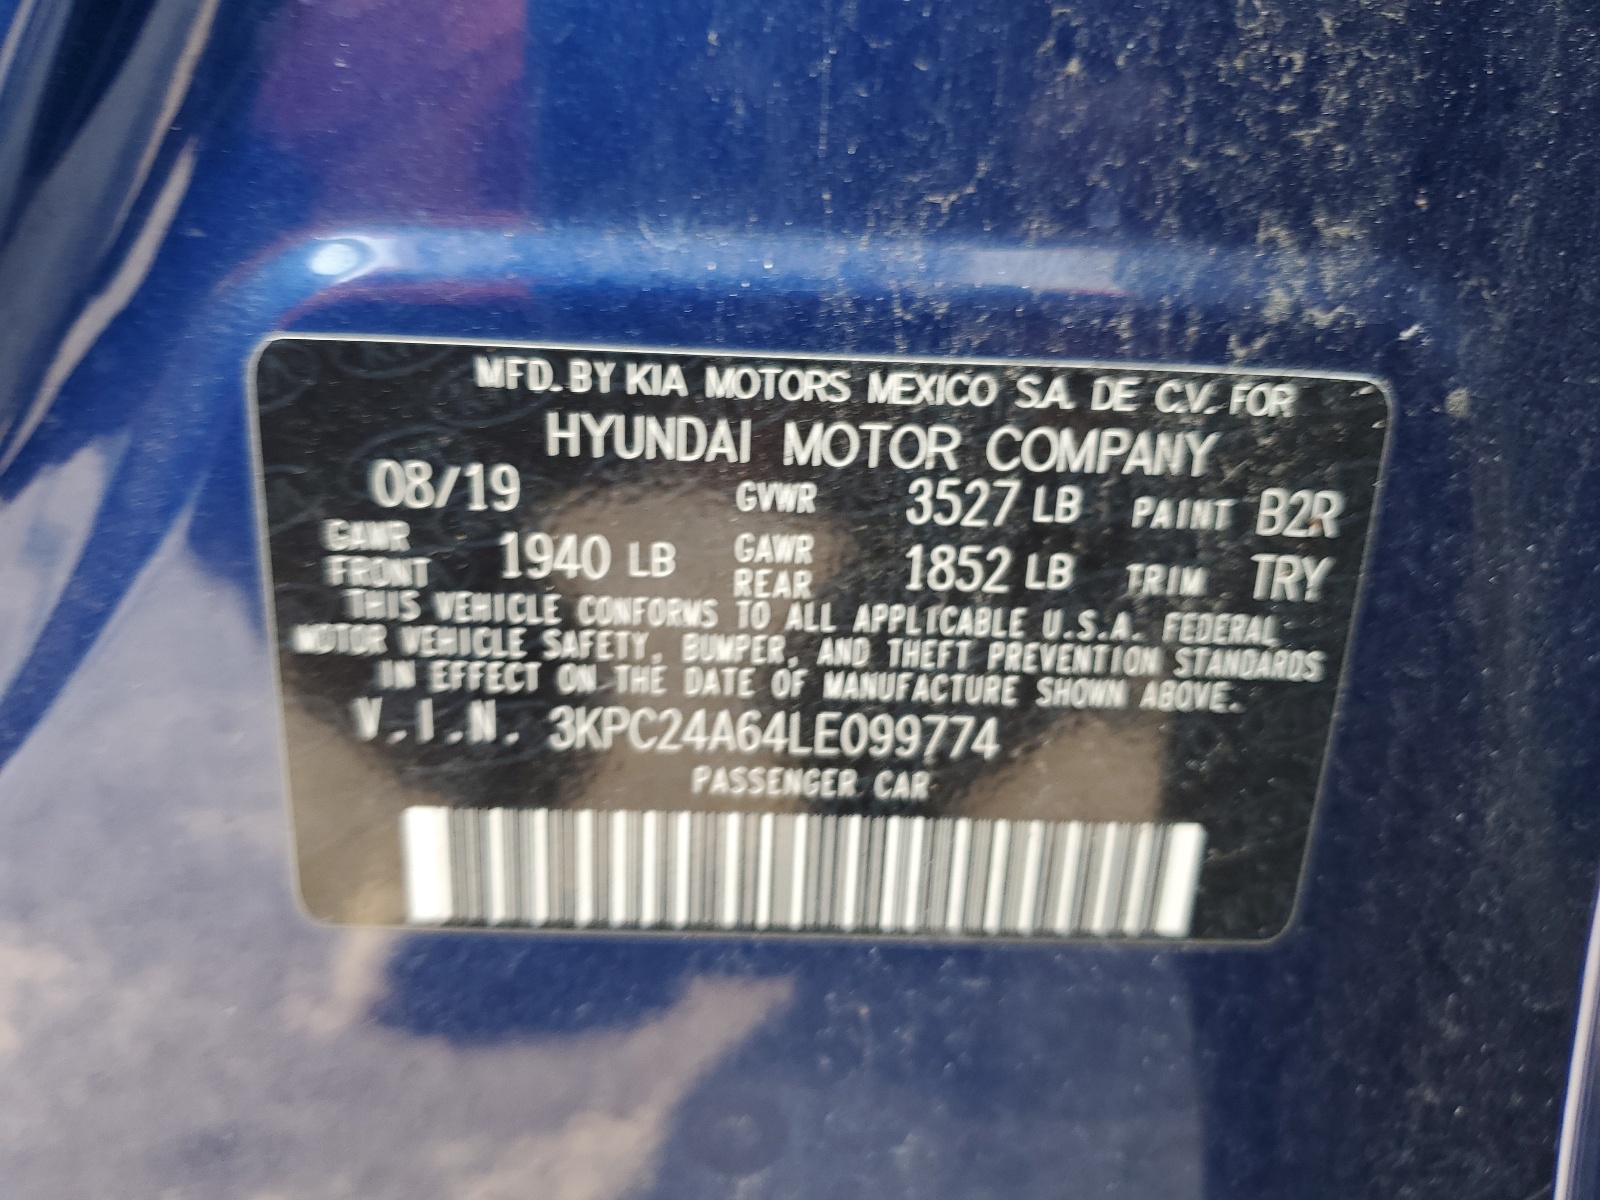 MFD. BY KIA MOTORS MEXICO S.A. DE C.V. FOR
HYUNDAI MOTOR COMPANY
08/19 GVWR 3527 LB PAINT B2R
GAWR FRONT 1940 LB GAWR REAR 1852 LB TRIM TRY
THIS VEHICLE CONFORMS TO ALL APPLICABLE U.S.A. FEDERAL
MOTOR VEHICLE SAFETY, BUMPER, AND THEFT PREVENTION STANDARDS
IN EFFECT ON THE DATE OF MANUFACTURE SHOWN ABOVE.
V.I.N. 3KPC24A64LE099774
PASSENGER CAR